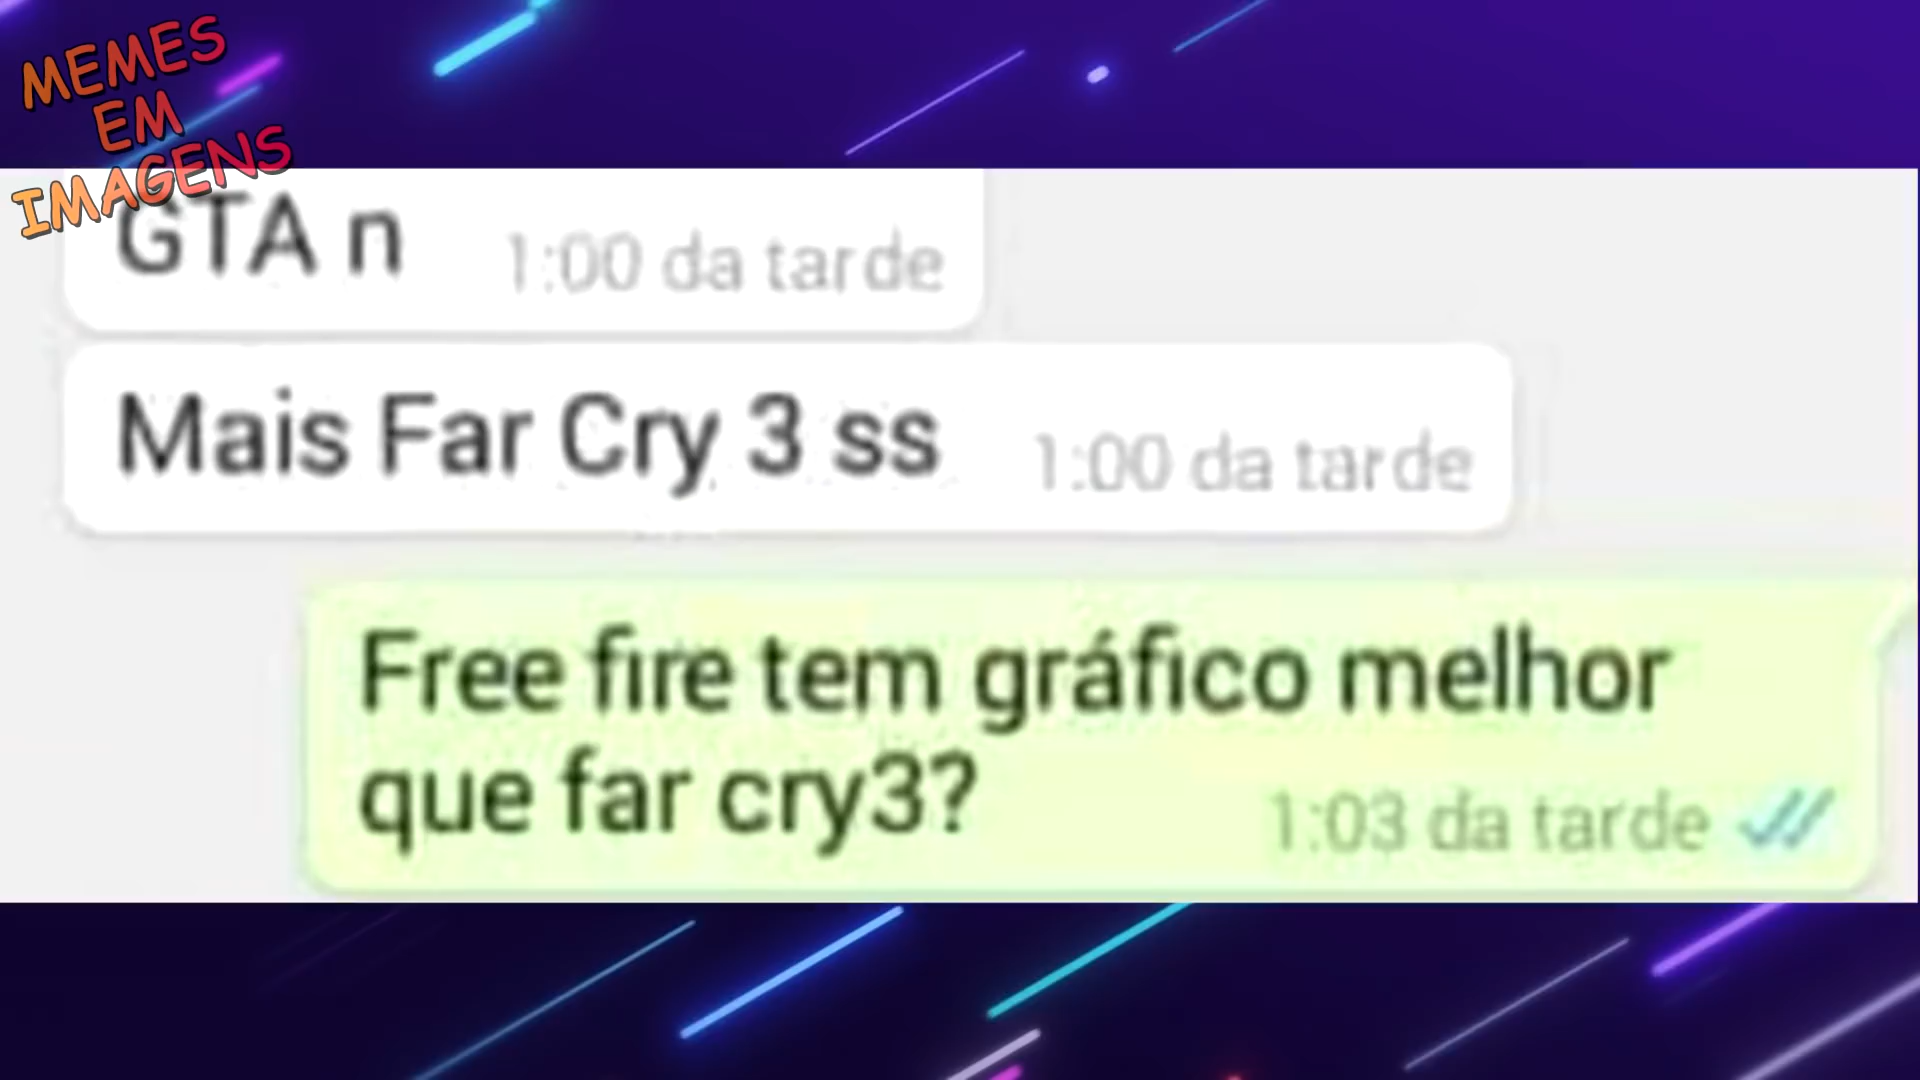 MEMES
EM
IMAGENS
GTA n
1:00 da tarde
Mais Far Cry 3 ss
1:00 da tarde
Free fire tem gráfico melhor
que far cry3?
1:03 da tarde